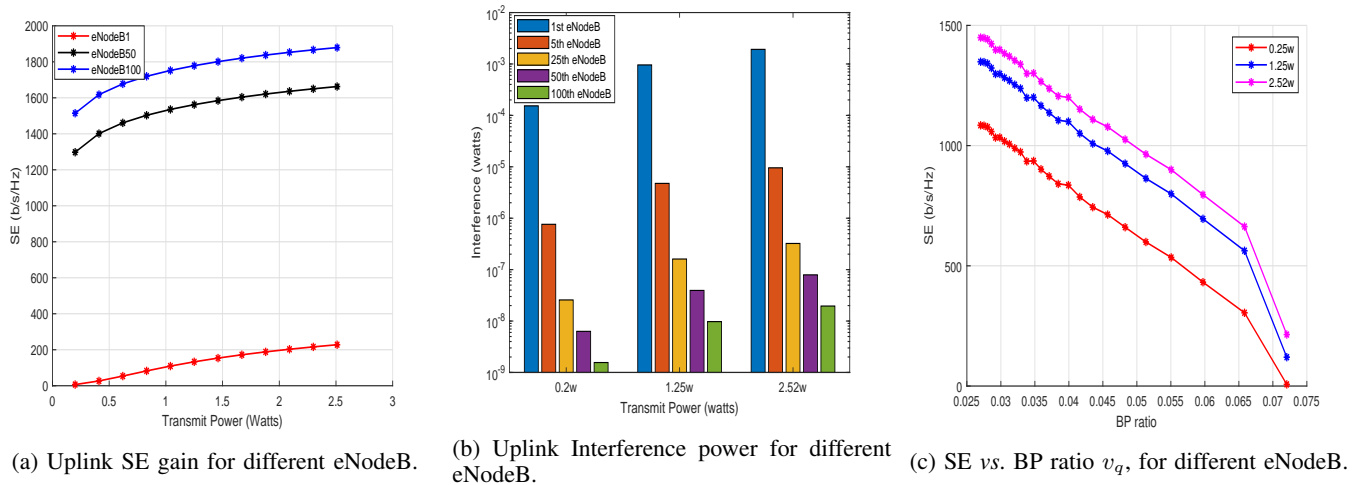 2000
1800
1600
1400
1200
1000
800
600
400
200
0
SE (b/s/Hz)
eNodeB1
eNodeB50
eNodeB100
0 0.5 1 1.5 2 2.5 3
Transmit Power (Watts)
(a) Uplink SE gain for different eNodeB.
10^-2
10^-3
10^-4
10^-5
10^-6
10^-7
10^-8
10^-9
Interference (watts)
1st eNodeB
5th eNodeB
25th eNodeB
50th eNodeB
100th eNodeB
0.2w 1.25w 2.52w
Transmit Power (watts)
(b) Uplink Interference power for different
eNodeB.
1500
1000
500
0
SE (b/s/Hz)
0.25w
1.25w
2.52w
0.025 0.03 0.035 0.04 0.045 0.05 0.055 0.06 0.065 0.07 0.075
BP ratio
(c) SE vs. BP ratio v_q, for different eNodeB.